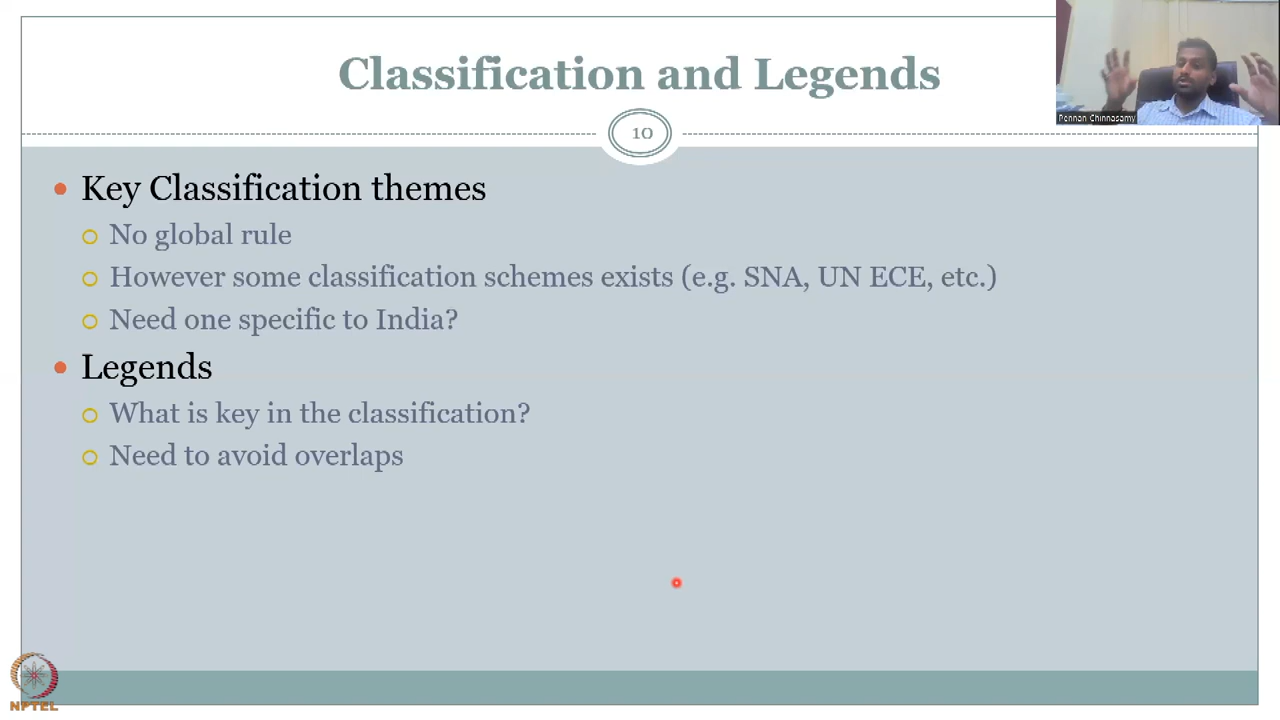 Classification and Legends
Pennan Chinnasamy
10
Key Classification themes
No global rule
However some classification schemes exists (e.g. SNA, UN ECE, etc.)
Need one specific to India?
Legends
What is key in the classification?
Need to avoid overlaps
NPTEL